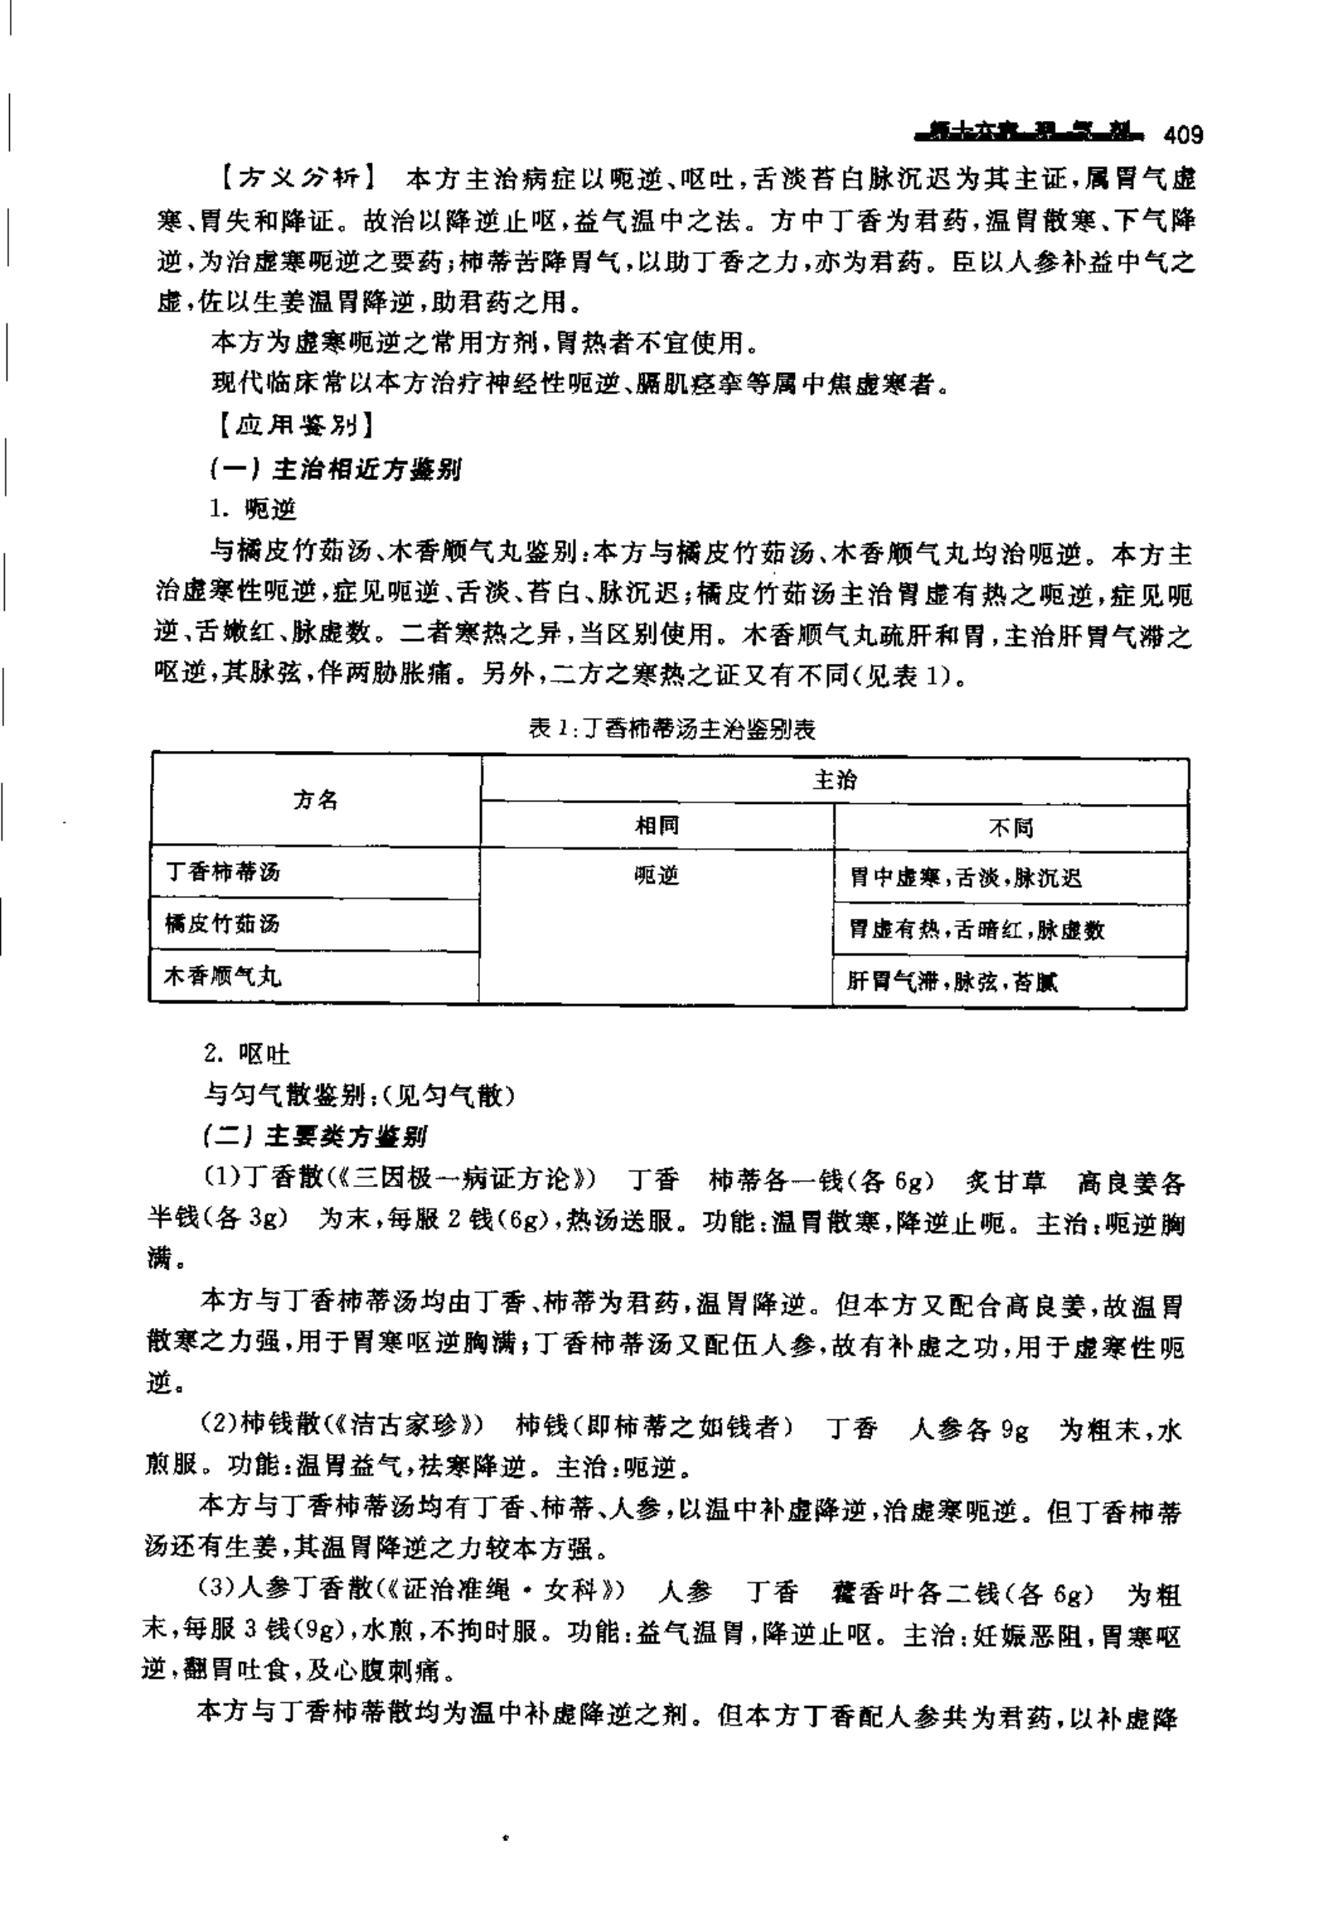 第十六章 理气剂 409
【方义分析】 本方主治病症以呃逆、呕吐,舌淡苔白脉沉迟为其主证,属胃气虚
寒、胃失和降证。故治以降逆止呕,益气温中之法。方中丁香为君药,温胃散寒、下气降
逆,为治虚寒呃逆之要药;柿蒂苦降胃气,以助丁香之力,亦为君药。臣以人参补益中气之
虚,佐以生姜温胃降逆,助君药之用。
本方为虚寒呃逆之常用方剂,胃热者不宜使用。
现代临床常以本方治疗神经性呃逆、膈肌痉挛等属中焦虚寒者。
【应用鉴别】
(一)主治相近方鉴别
1. 呃逆
与橘皮竹茹汤、木香顺气丸鉴别:本方与橘皮竹茹汤、木香顺气丸均治呃逆。本方主
治虚寒性呃逆,症见呃逆、舌淡、苔白、脉沉迟;橘皮竹茹汤主治胃虚有热之呃逆,症见呃
逆、舌嫩红、脉虚数。二者寒热之异,当区别使用。木香顺气丸疏肝和胃,主治肝胃气滞之
呕逆,其脉弦,伴两胁胀痛。另外,二方之寒热之证又有不同(见表 1)。
表 1:丁香柿蒂汤主治鉴别表
方名 主治
相同 不同
丁香柿蒂汤 呃逆 胃中虚寒,舌淡,脉沉迟
橘皮竹茹汤 胃虚有热,舌暗红,脉虚数
木香顺气丸 肝胃气滞,脉弦,苔腻
2. 呕吐
与匀气散鉴别:(见匀气散)
(二)主要类方鉴别
(1)丁香散(《三因极一病证方论》) 丁香 柿蒂各一钱(各 6g) 炙甘草 高良姜各
半钱(各 3g) 为末,每服 2 钱(6g),热汤送服。功能:温胃散寒,降逆止呃。主治:呃逆胸
满。
本方与丁香柿蒂汤均由丁香、柿蒂为君药,温胃降逆。但本方又配合高良姜,故温胃
散寒之力强,用于胃寒呕逆胸满;丁香柿蒂汤又配伍人参,故有补虚之功,用于虚寒性呃
逆。
(2)柿钱散(《洁古家珍》) 柿钱(即柿蒂之如钱者) 丁香 人参各 9g 为粗末,水
煎服。功能:温胃益气,祛寒降逆。主治:呃逆。
本方与丁香柿蒂汤均有丁香、柿蒂、人参,以温中补虚降逆,治虚寒呃逆。但丁香柿蒂
汤还有生姜,其温胃降逆之力较本方强。
(3)人参丁香散(《证治准绳·女科》) 人参 丁香 藿香叶各二钱(各 6g) 为粗
末,每服 3 钱(9g),水煎,不拘时服。功能:益气温胃,降逆止呕。主治:妊娠恶阻,胃寒呕
逆,翻胃吐食,及心腹刺痛。
本方与丁香柿蒂散均为温中补虚降逆之剂。但本方丁香配人参共为君药,以补虚降